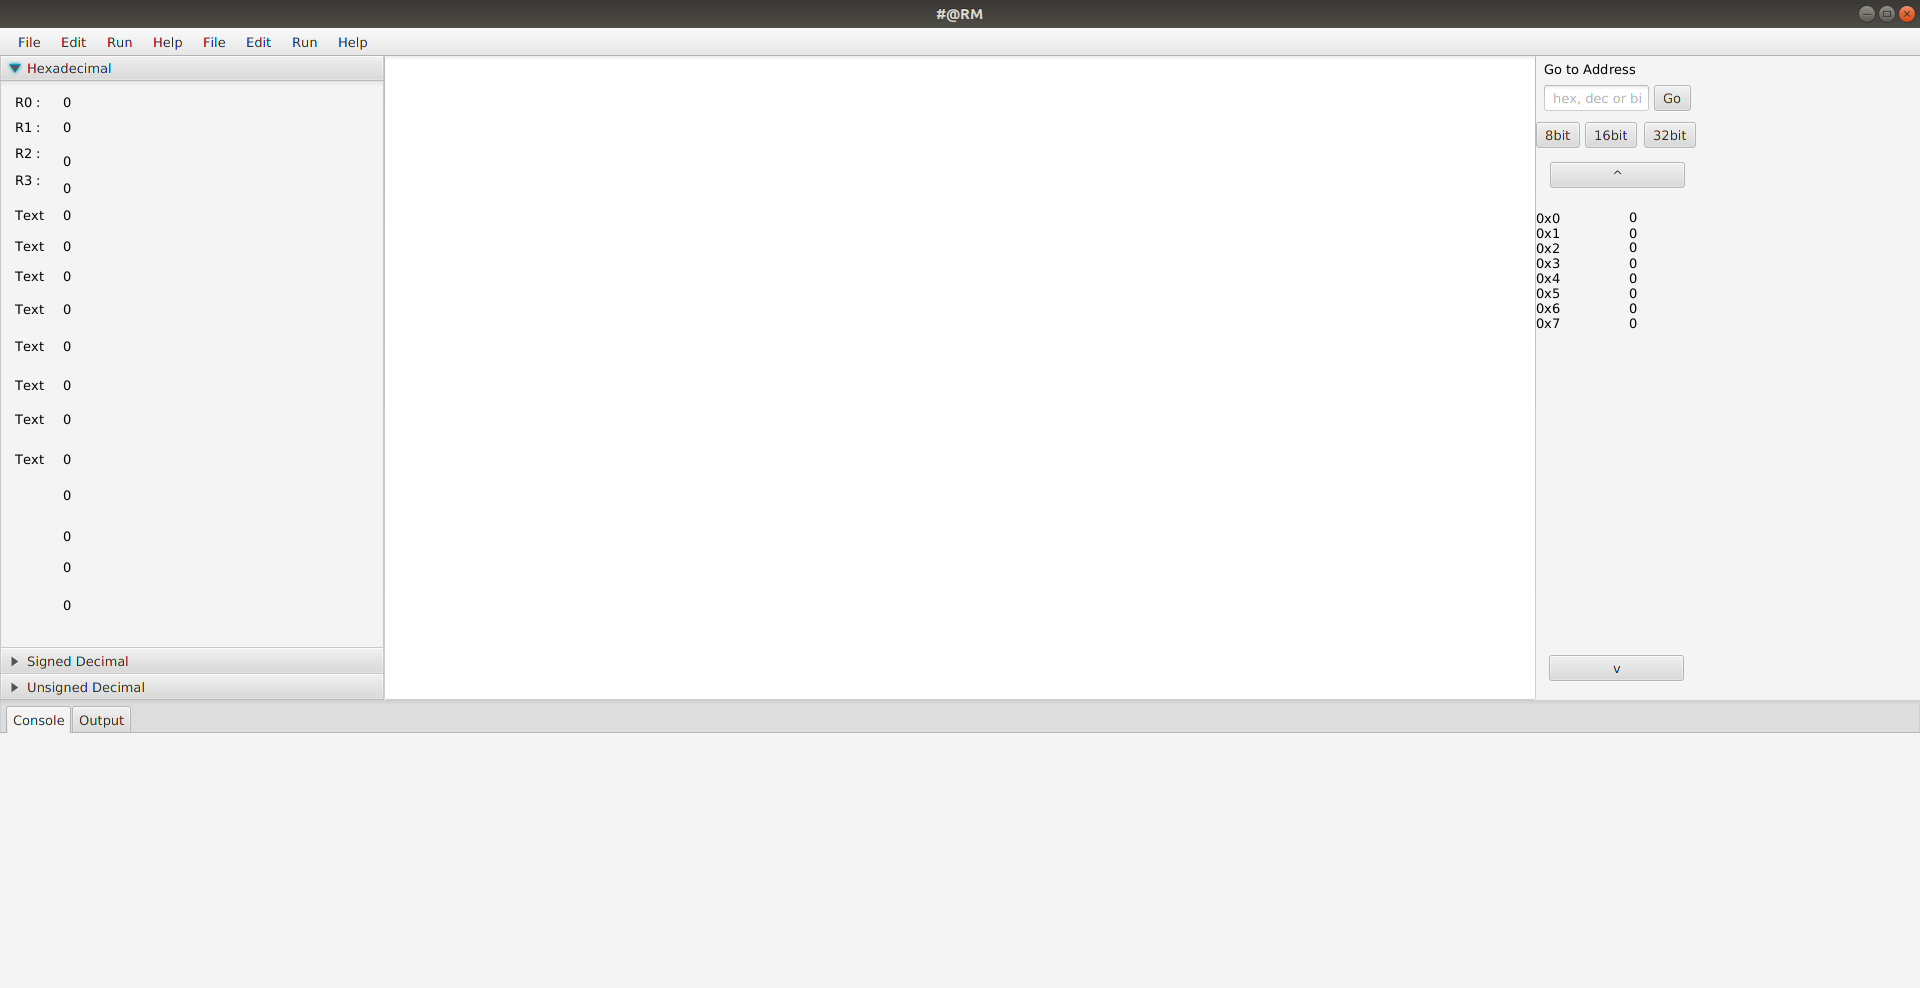 #@RM
File Edit Run Help File Edit Run Help
Hexadecimal
R0 : 0
R1 : 0
R2 : 0
R3 : 0
Text 0
Text 0
Text 0
Text 0
Text 0
Text 0
Text 0
Text 0
0
0
0
0
Signed Decimal
Unsigned Decimal
Go to Address
hex, dec or bi Go
8bit 16bit 32bit
^
0x0 0
0x1 0
0x2 0
0x3 0
0x4 0
0x5 0
0x6 0
0x7 0
v
Console Output